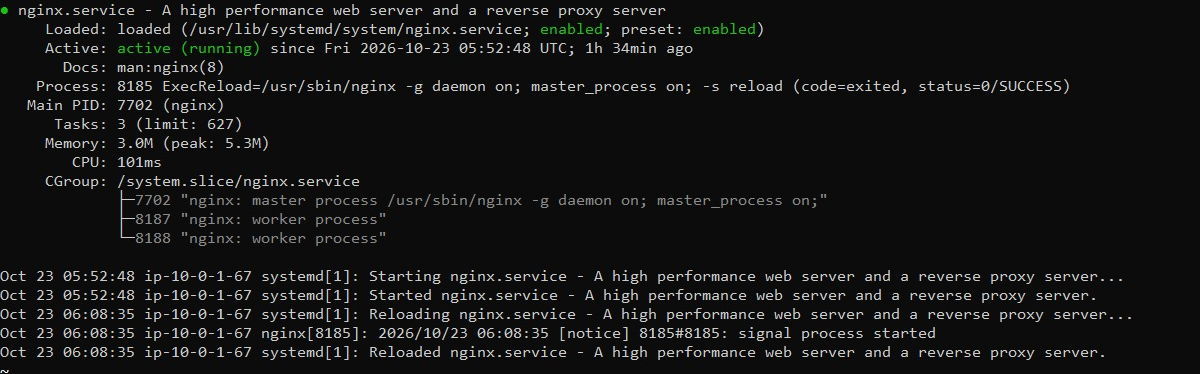 ● nginx.service - A high performance web server and a reverse proxy server
     Loaded: loaded (/usr/lib/systemd/system/nginx.service; enabled; preset: enabled)
     Active: active (running) since Fri 2026-10-23 05:52:48 UTC; 1h 34min ago
       Docs: man:nginx(8)
    Process: 8185 ExecReload=/usr/sbin/nginx -g daemon on; master_process on; -s reload (code=exited, status=0/SUCCESS)
   Main PID: 7702 (nginx)
      Tasks: 3 (limit: 627)
     Memory: 3.0M (peak: 5.3M)
        CPU: 101ms
     CGroup: /system.slice/nginx.service
             ├─7702 "nginx: master process /usr/sbin/nginx -g daemon on; master_process on;"
             ├─8187 "nginx: worker process"
             └─8188 "nginx: worker process"

Oct 23 05:52:48 ip-10-0-1-67 systemd[1]: Starting nginx.service - A high performance web server and a reverse proxy server...
Oct 23 05:52:48 ip-10-0-1-67 systemd[1]: Started nginx.service - A high performance web server and a reverse proxy server.
Oct 23 06:08:35 ip-10-0-1-67 systemd[1]: Reloading nginx.service - A high performance web server and a reverse proxy server...
Oct 23 06:08:35 ip-10-0-1-67 nginx[8185]: 2026/10/23 06:08:35 [notice] 8185#8185: signal process started
Oct 23 06:08:35 ip-10-0-1-67 systemd[1]: Reloaded nginx.service - A high performance web server and a reverse proxy server.
~